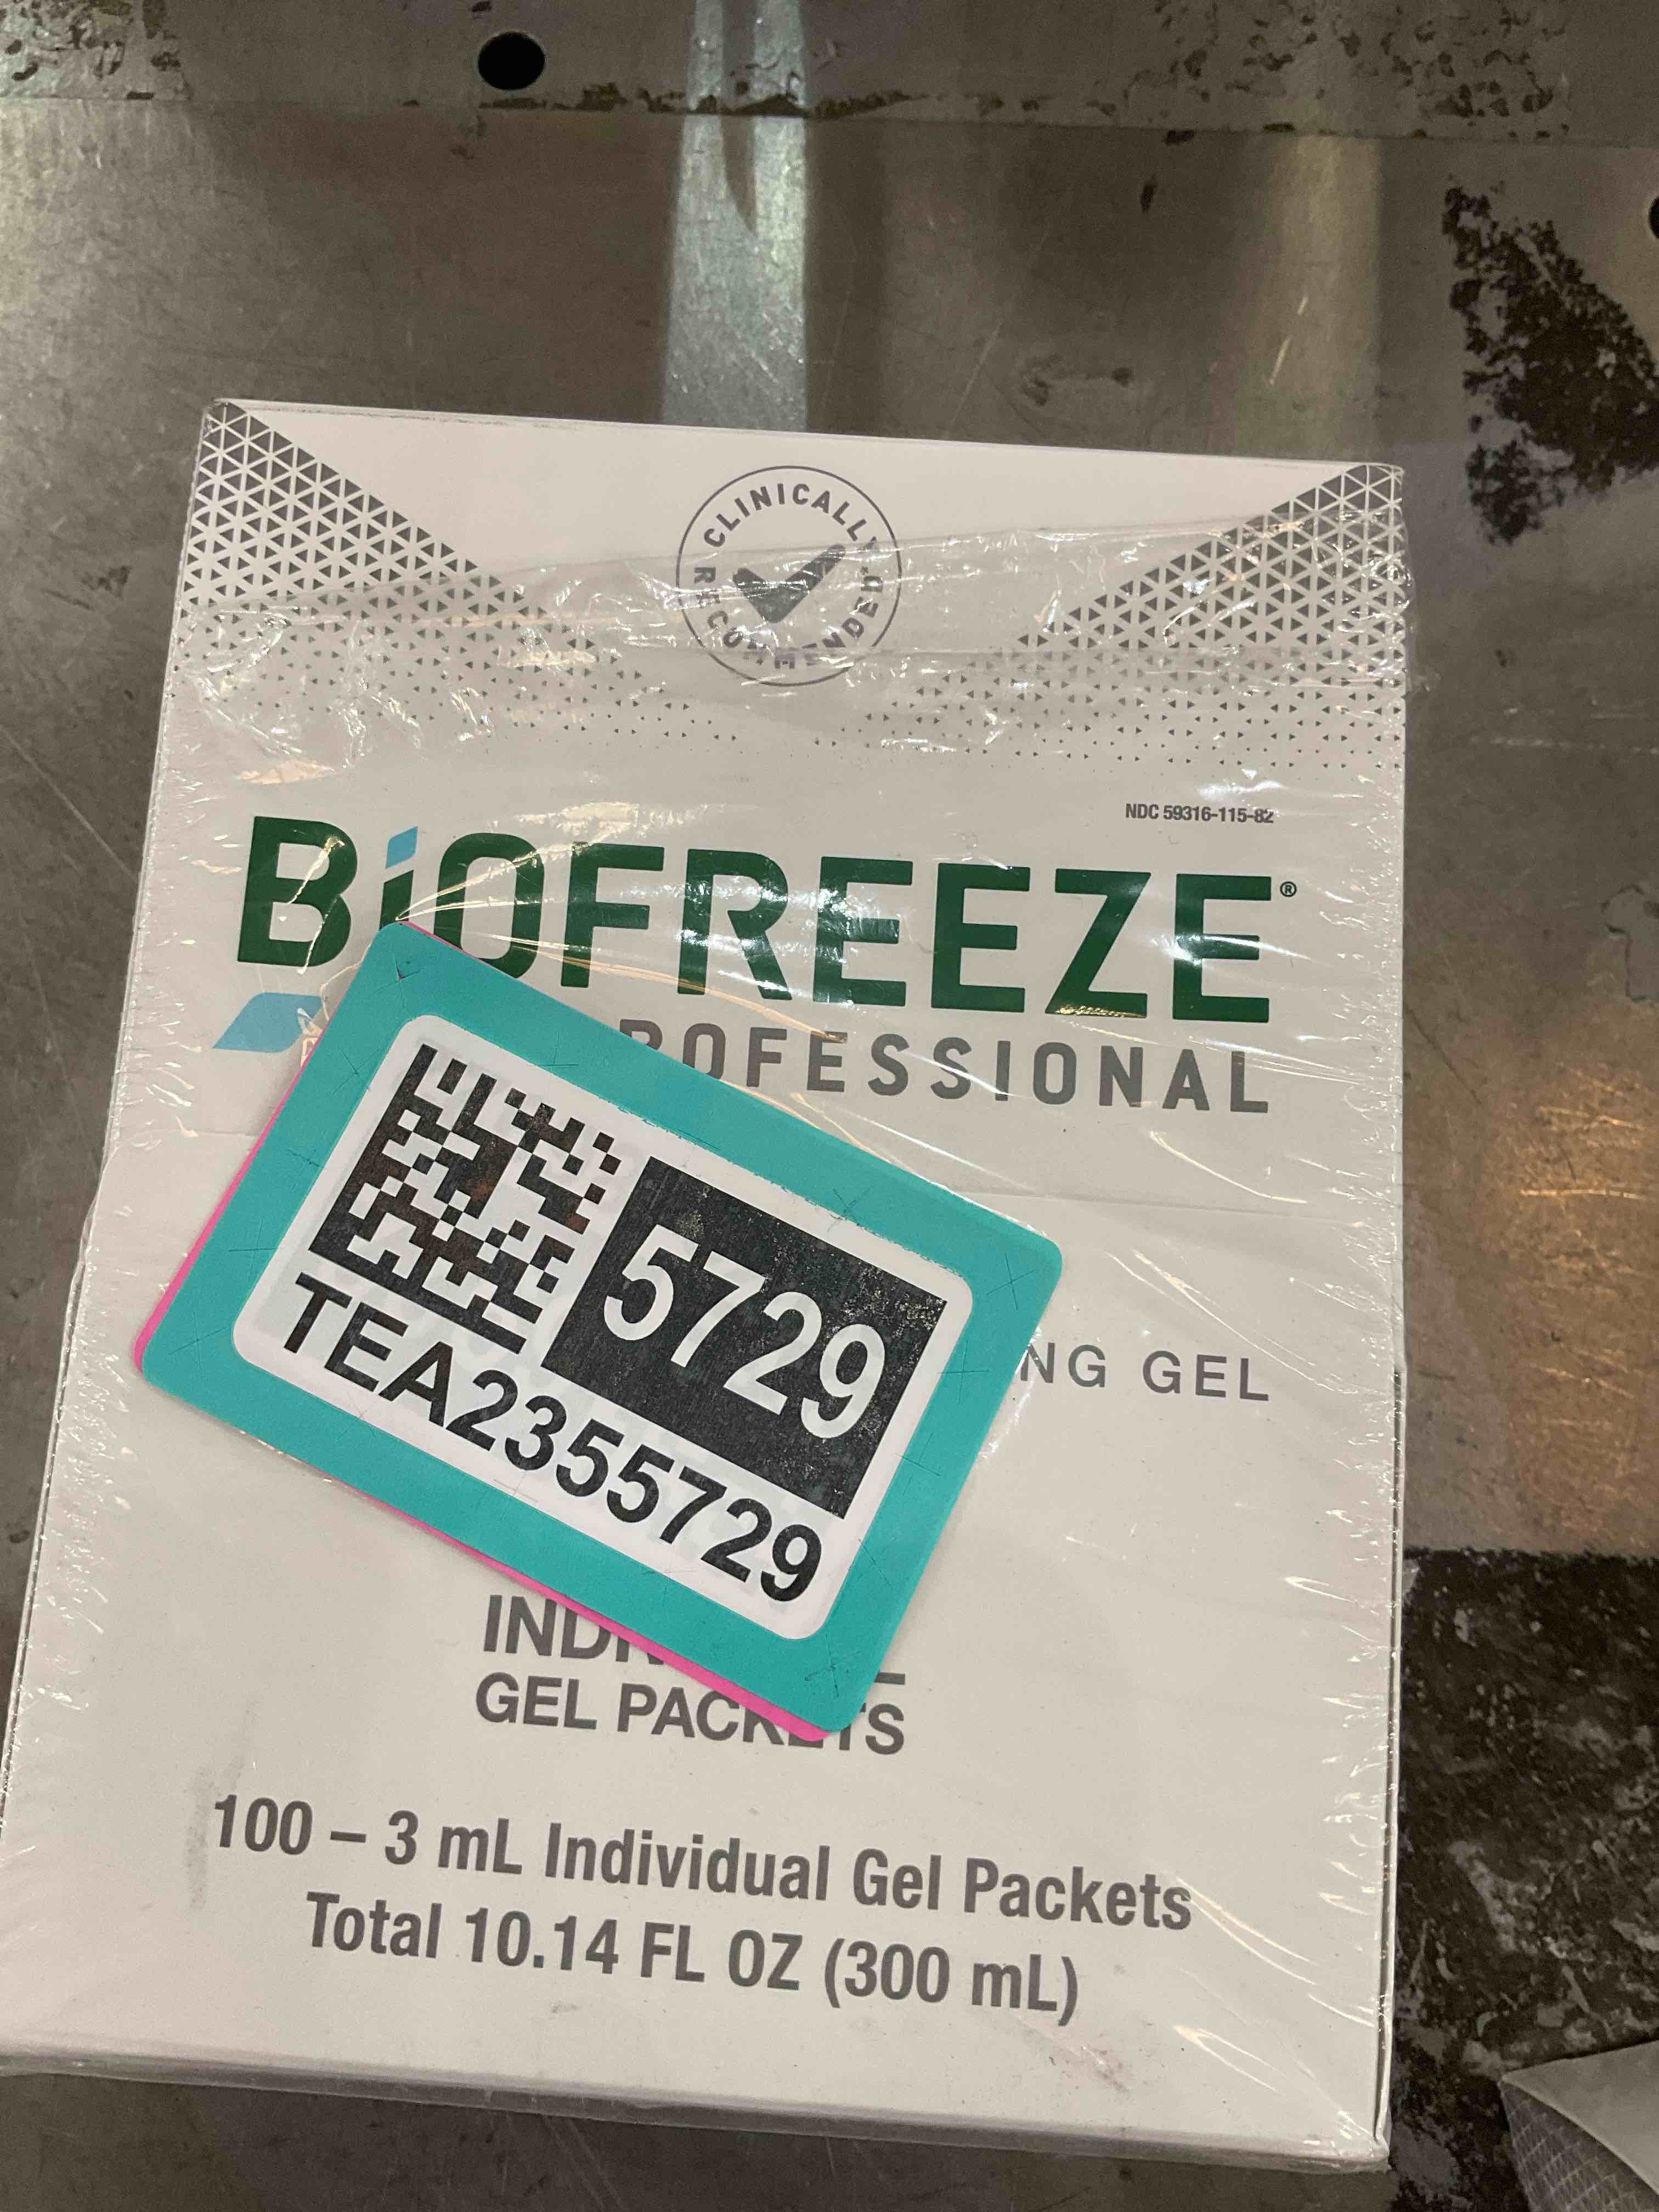 CLINICALLY RECOMMENDED
NDC 59316-115-82
BiOFREEZE®
ROFESSIONAL
5729
TEA2355729
NG GEL
GEL PACKETS
100 – 3 mL Individual Gel Packets
Total 10.14 FL OZ (300 mL)